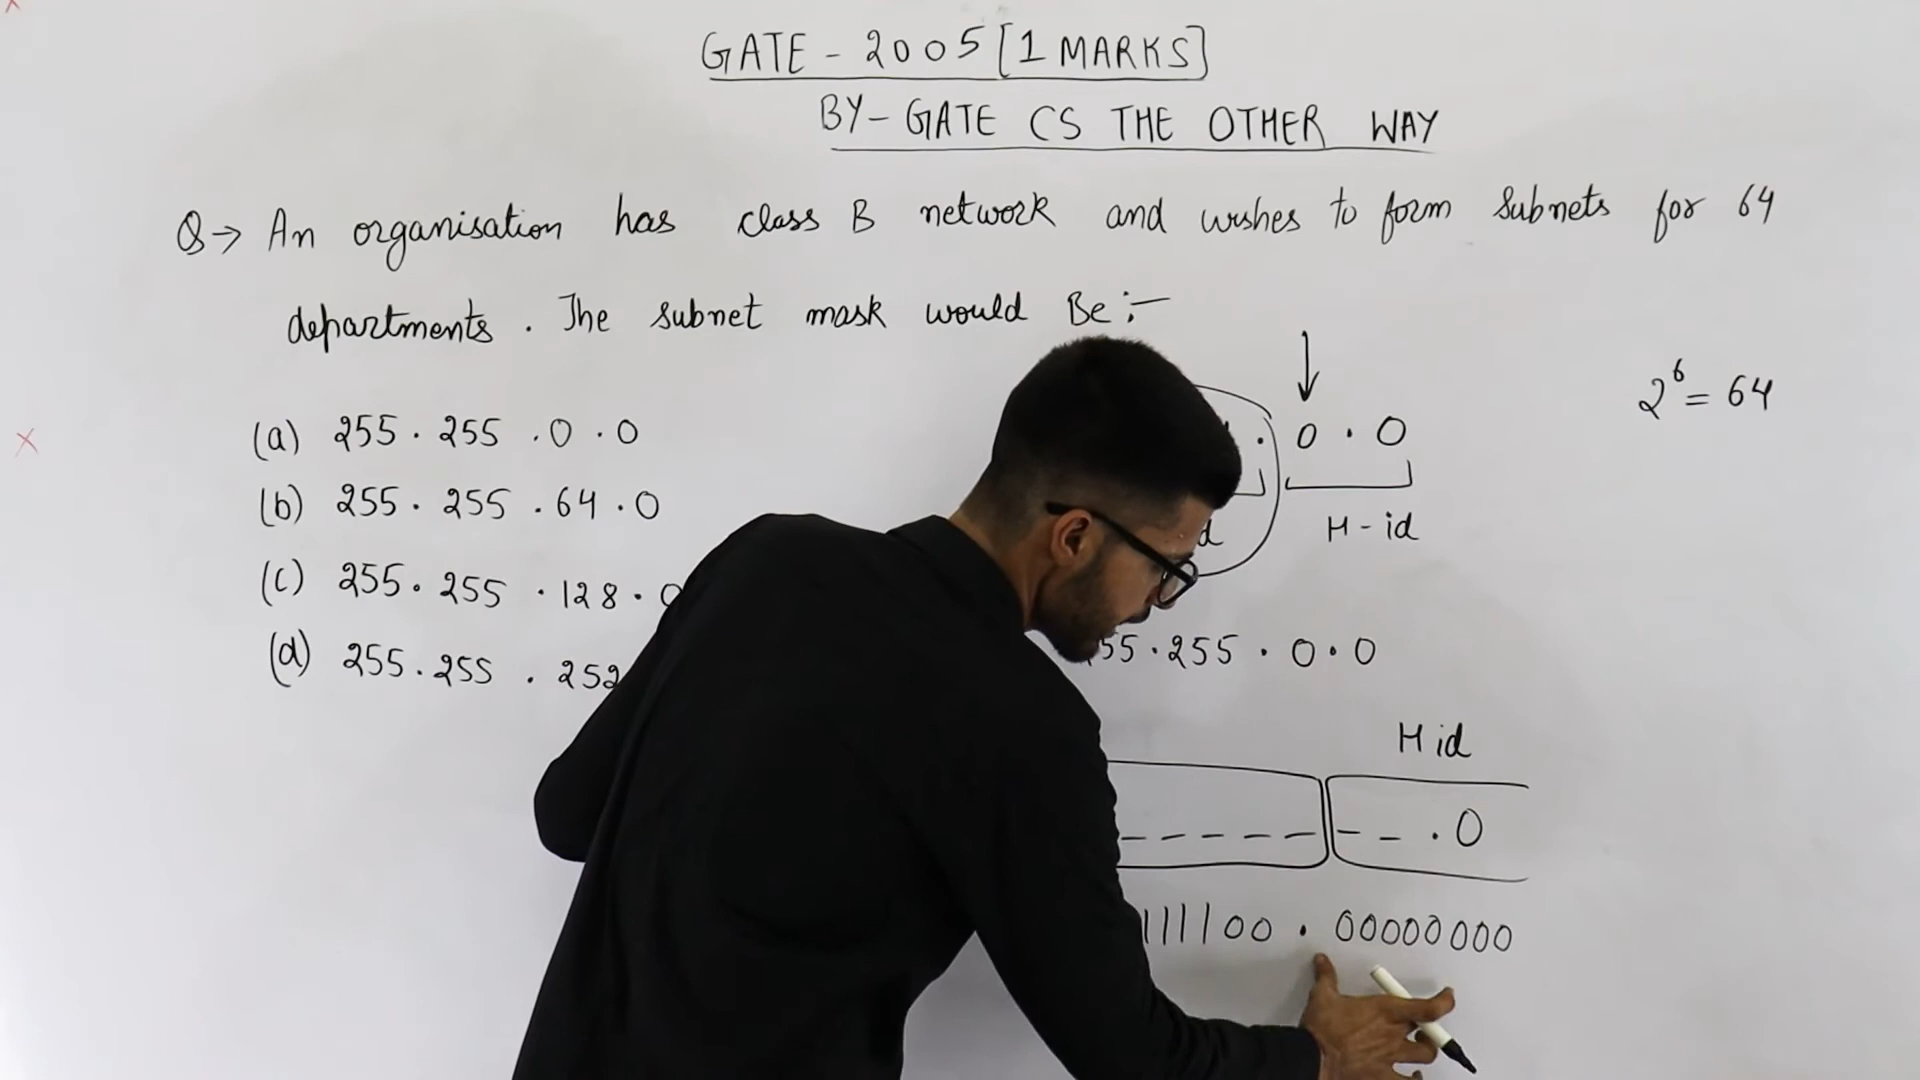 GATE - 2005 [1 MARKS]
BY- GATE CS THE OTHER WAY
Q→ An organisation has class B network and wishes to form subnets for 64
departments. The subnet mask would Be :-
(a) 255.255.0.0
(b) 255.255.64.0
(c) 255.255.128.0
(d) 255.255.252
0.0
H-id
2^6 = 64
55.255.0.0
H id
_ _ _ _ _ _ _ .0
111100.00000000